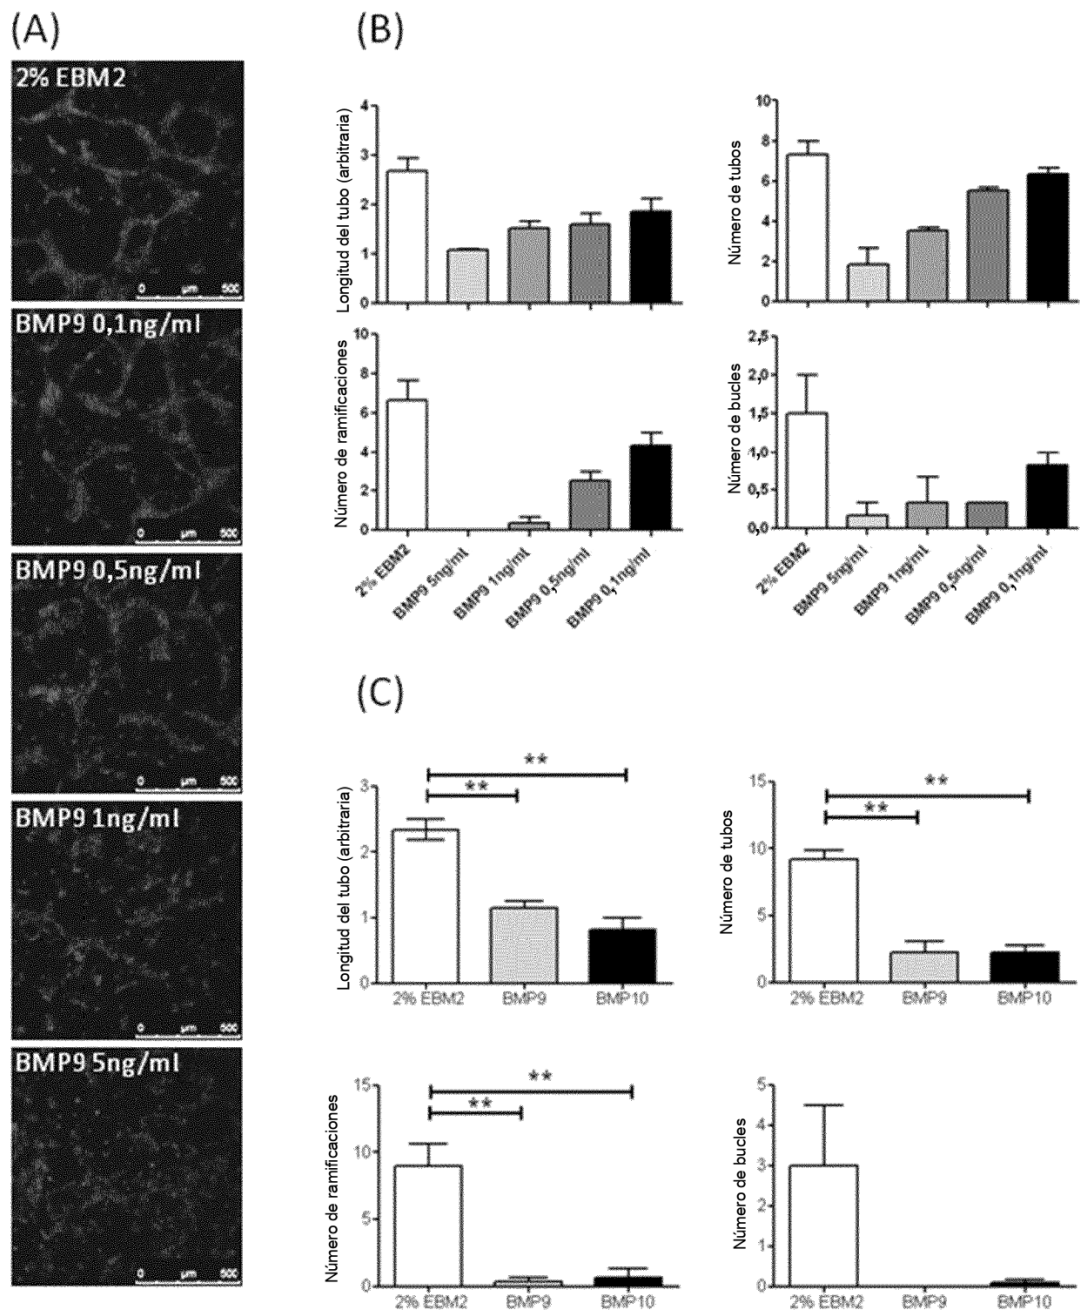 (A)
2% EBM2
0 µm 500
BMP9 0,1ng/ml
0 µm 500
BMP9 0,5ng/ml
0 µm 500
BMP9 1ng/ml
0 µm 500
BMP9 5ng/ml
0 µm 500
(B)
Longitud del tubo (arbitraria)
4
3
2
1
0
Número de tubos
10
8
6
4
2
0
Número de ramificaciones
10
8
6
4
2
0
2% EBM2
BMP9 5ng/ml
BMP9 1ng/ml
BMP9 0,5ng/ml
BMP9 0,1ng/ml
Número de bucles
2,5
2,0
1,5
1,0
0,5
0,0
2% EBM2
BMP9 5ng/ml
BMP9 1ng/ml
BMP9 0,5ng/ml
BMP9 0,1ng/ml
(C)
Longitud del tubo (arbitraria)
3
2
1
0
**
**
2% EBM2 BMP9 BMP10
Número de tubos
15
10
5
0
**
**
2% EBM2 BMP9 BMP10
Número de ramificaciones
15
10
5
0
**
**
2% EBM2 BMP9 BMP10
Número de bucles
5
4
3
2
1
0
2% EBM2 BMP9 BMP10